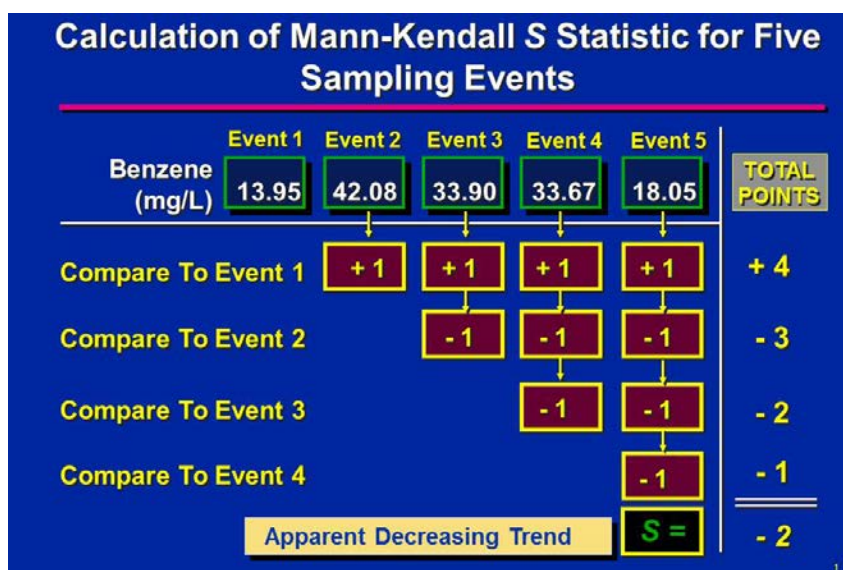 Calculation of Mann-Kendall S Statistic for Five
Sampling Events
Event 1 Event 2 Event 3 Event 4 Event 5
Benzene
(mg/L) 13.95 42.08 33.90 33.67 18.05
TOTAL
POINTS
Compare To Event 1 + 1 + 1 + 1 + 1 + 4
Compare To Event 2 - 1 - 1 - 1 - 3
Compare To Event 3 - 1 - 1 - 2
Compare To Event 4 - 1 - 1
Apparent Decreasing Trend S = - 2
1